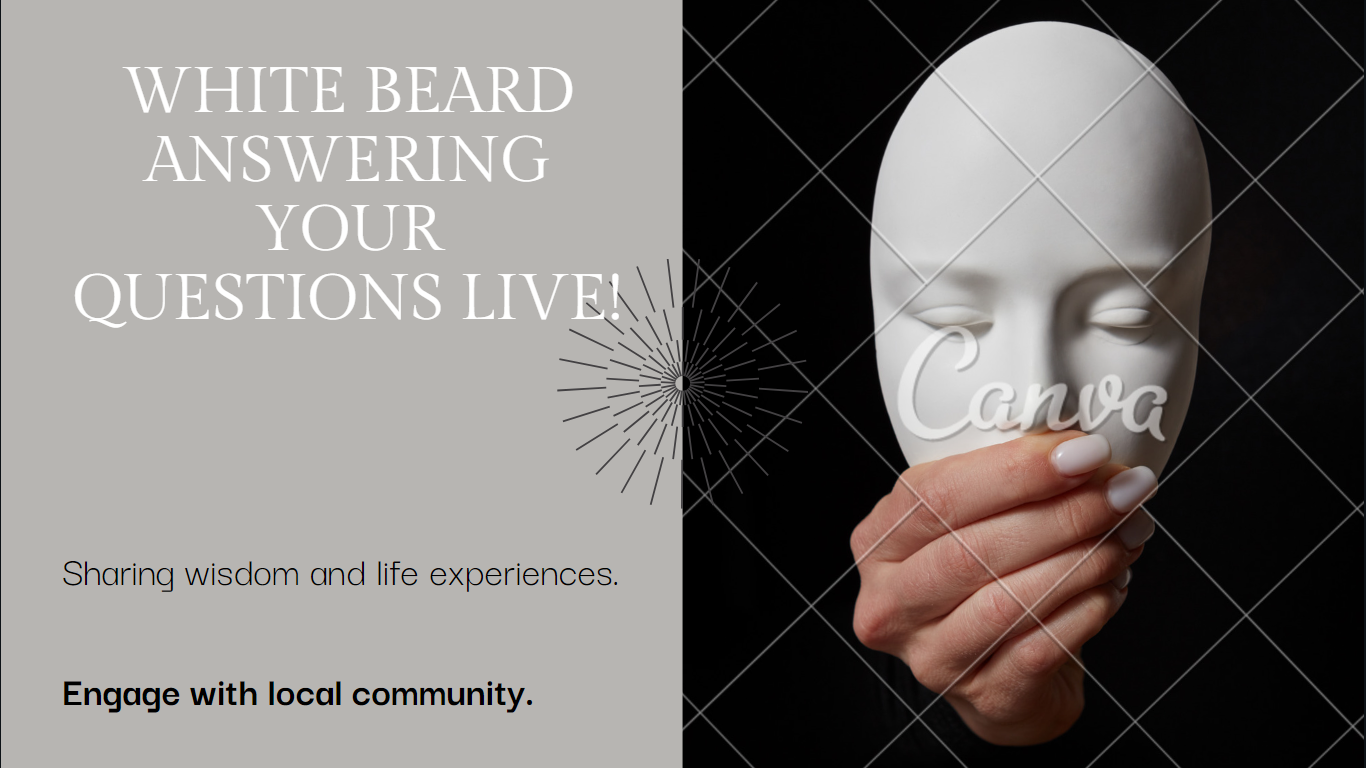 WHITE BEARD
ANSWERING
YOUR
QUESTIONS LIVE!
Sharing wisdom and life experiences.
Engage with local community.
Canva